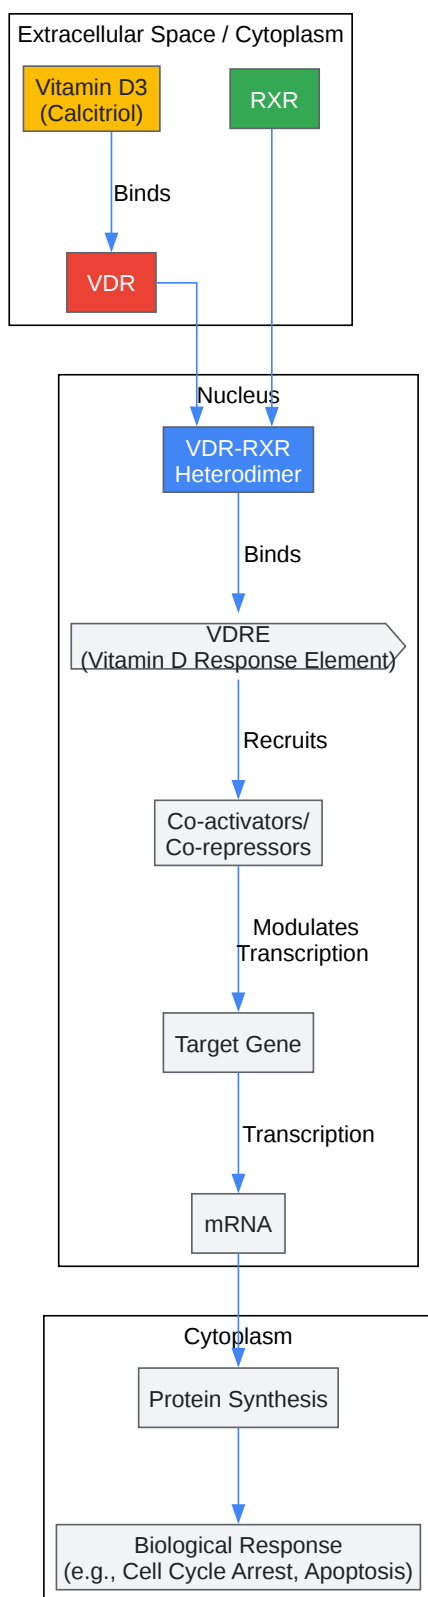 Extracellular Space / Cytoplasm
Vitamin D3
(Calcitriol)
RXR
Binds
VDR
Nucleus
VDR-RXR
Heterodimer
Binds
VDRE
(Vitamin D Response Element)
Recruits
Co-activators/
Co-repressors
Modulates
Transcription
Target Gene
Transcription
mRNA
Cytoplasm
Protein Synthesis
Biological Response
(e.g., Cell Cycle Arrest, Apoptosis)